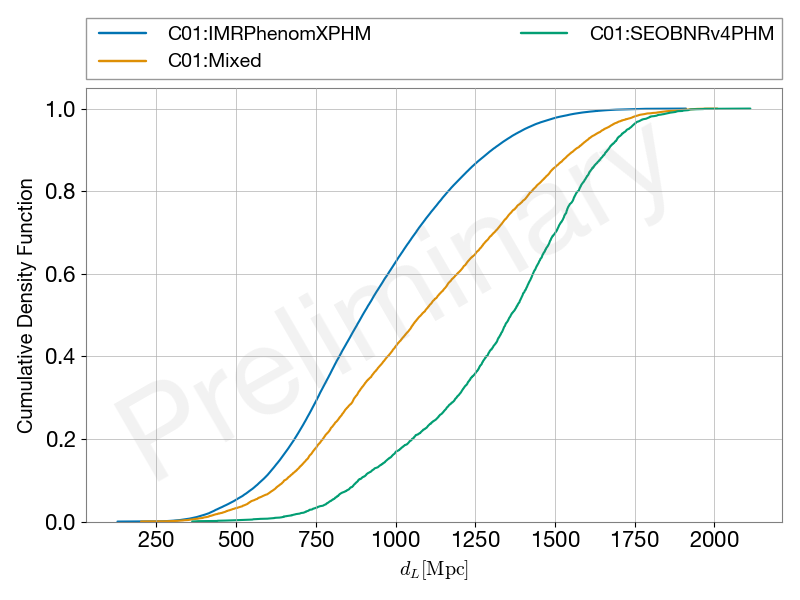 C01:IMRPhenomXPHM
C01:Mixed
C01:SEOBNRv4PHM
Cumulative Density Function
1.0
0.8
0.6
0.4
0.2
0.0
Preliminary
250 500 750 1000 1250 1500 1750 2000
d_L[Mpc]